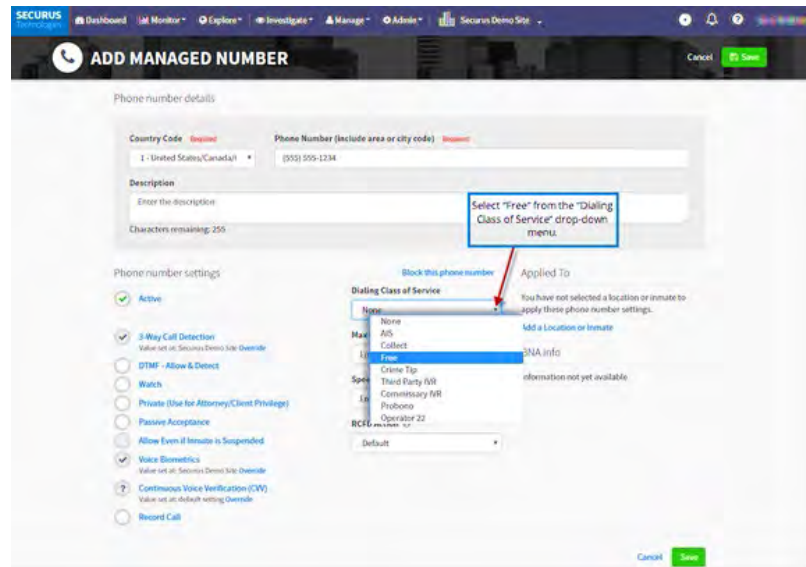 SECURUS
Technologies
Dashboard Monitor Explore Investigate Manage Admin Securus Demo Site
ADD MANAGED NUMBER
Cancel Save
Phone number details
Country Code Required Phone Number (include area or city code) Required
1 - United States/Canada/ (555) 555-1234
Description
Enter the description
Characters remaining: 255
Select "Free" from the "Dialing
Class of Service" drop-down
menu.
Phone number settings Block this phone number Applied To
Active
Dialing Class of Service
None
You have not selected a location or inmate to
apply these phone number settings.
Add a Location or Inmate
BNA info
Information not yet available
None
AIS
Collect
Free
Crime Tip
Third Party IVR
Commissary IVR
Probono
Operator 22
Default
3-Way Call Detection
Value set at: Securus Demo Site Override
DTMF - Allow & Detect
Watch
Private (Use for Attorney/Client Privilege)
Passive Acceptance
Allow Even if Inmate is Suspended
Voice Biometrics
Value set at: Securus Demo Site Override
Continuous Voice Verification (CVV)
Value set at: default setting Override
Record Call
Cancel Save